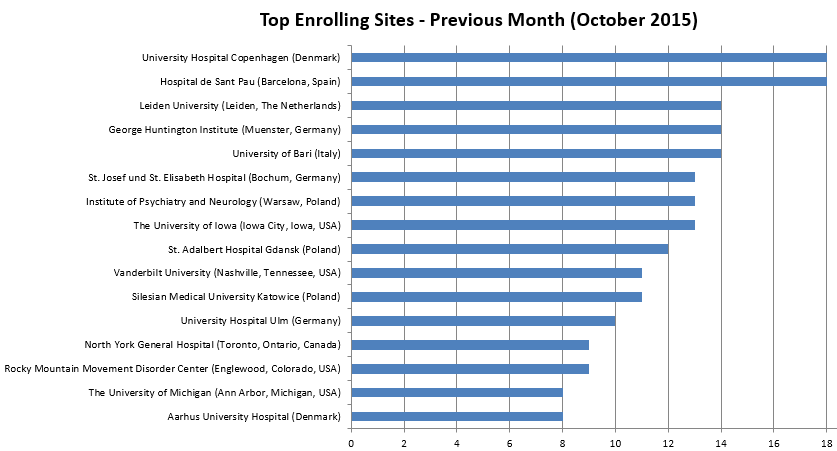 Top Enrolling Sites - Previous Month (October 2015)
University Hospital Copenhagen (Denmark)
Hospital de Sant Pau (Barcelona, Spain)
Leiden University (Leiden, The Netherlands)
George Huntington Institute (Muenster, Germany)
University of Bari (Italy)
St. Josef und St. Elisabeth Hospital (Bochum, Germany)
Institute of Psychiatry and Neurology (Warsaw, Poland)
The University of Iowa (Iowa City, Iowa, USA)
St. Adalbert Hospital Gdansk (Poland)
Vanderbilt University (Nashville, Tennessee, USA)
Silesian Medical University Katowice (Poland)
University Hospital Ulm (Germany)
North York General Hospital (Toronto, Ontario, Canada)
Rocky Mountain Movement Disorder Center (Englewood, Colorado, USA)
The University of Michigan (Ann Arbor, Michigan, USA)
Aarhus University Hospital (Denmark)
0 2 4 6 8 10 12 14 16 18